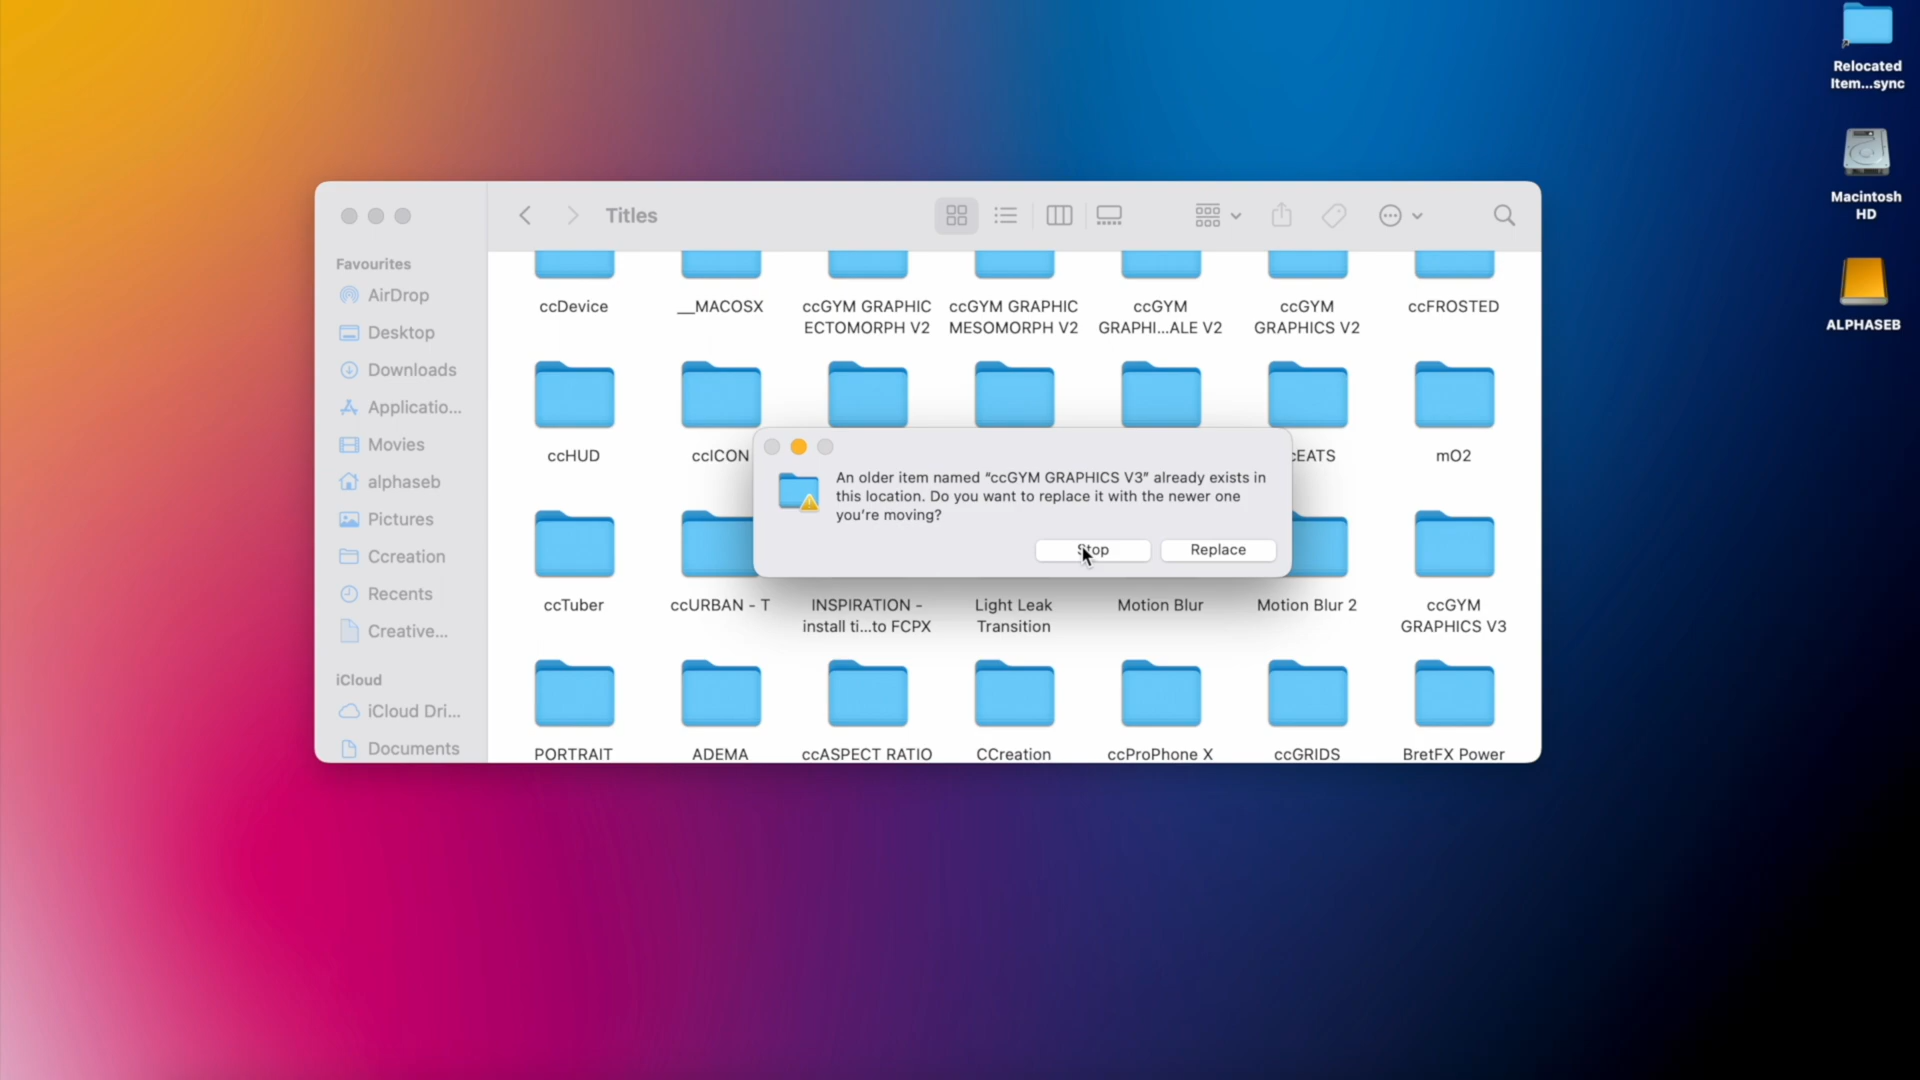 Relocated
Item...sync
Macintosh
HD
ALPHASEB
Titles
Favourites
AirDrop
Desktop
Downloads
Applicatio...
Movies
alphaseb
Pictures
Ccreation
Recents
Creative...
iCloud
iCloud Dri...
Documents
ccDevice
__MACOSX
ccGYM GRAPHIC
ECTOMORPH V2
ccGYM GRAPHIC
MESOMORPH V2
ccGYM
GRAPHI...ALE V2
ccGYM
GRAPHICS V2
ccFROSTED
ccHUD
ccICON
cEATS
mO2
An older item named “ccGYM GRAPHICS V3” already exists in
this location. Do you want to replace it with the newer one
you're moving?
Stop
Replace
ccTuber
ccURBAN - T
INSPIRATION -
install ti...to FCPX
Light Leak
Transition
Motion Blur
Motion Blur 2
ccGYM
GRAPHICS V3
PORTRAIT
ADEMA
ccASPECT RATIO
CCreation
ccProPhone X
ccGRIDS
BretFX Power